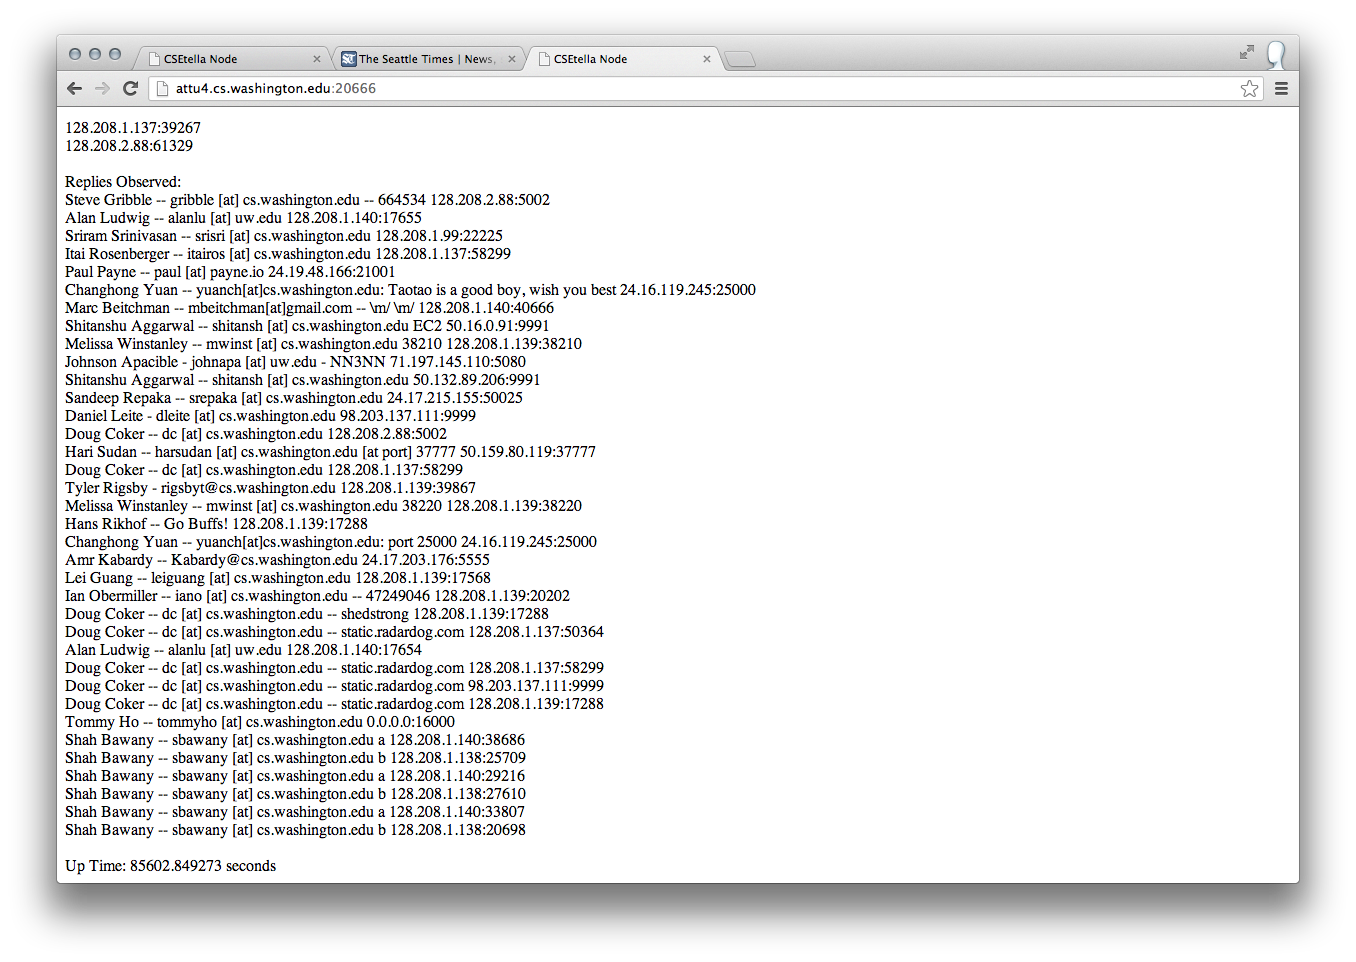 CSEtella Node
The Seattle Times | News,
CSEtella Node
attu4.cs.washington.edu:20666
128.208.1.137:39267
128.208.2.88:61329
Replies Observed:
Steve Gribble -- gribble [at] cs.washington.edu -- 664534 128.208.2.88:5002
Alan Ludwig -- alanlu [at] uw.edu 128.208.1.140:17655
Sriram Srinivasan -- srisri [at] cs.washington.edu 128.208.1.99:22225
Itai Rosenberger -- itairos [at] cs.washington.edu 128.208.1.137:58299
Paul Payne -- paul [at] payne.io 24.19.48.166:21001
Changhong Yuan -- yuanch[at]cs.washington.edu: Taotao is a good boy, wish you best 24.16.119.245:25000
Marc Beitchman -- mbeitchman[at]gmail.com -- \m/ \m/ 128.208.1.140:40666
Shitanshu Aggarwal -- shitansh [at] cs.washington.edu EC2 50.16.0.91:9991
Melissa Winstanley -- mwinst [at] cs.washington.edu 38210 128.208.1.139:38210
Johnson Apacible - johnapa [at] uw.edu - NN3NN 71.197.145.110:5080
Shitanshu Aggarwal -- shitansh [at] cs.washington.edu 50.132.89.206:9991
Sandeep Repaka -- srepaka [at] cs.washington.edu 24.17.215.155:50025
Daniel Leite - dleite [at] cs.washington.edu 98.203.137.111:9999
Doug Coker -- dc [at] cs.washington.edu 128.208.2.88:5002
Hari Sudan -- harsudan [at] cs.washington.edu [at port] 37777 50.159.80.119:37777
Doug Coker -- dc [at] cs.washington.edu 128.208.1.137:58299
Tyler Rigsby - rigsbyt@cs.washington.edu 128.208.1.139:39867
Melissa Winstanley -- mwinst [at] cs.washington.edu 38220 128.208.1.139:38220
Hans Rikhof -- Go Buffs! 128.208.1.139:17288
Changhong Yuan -- yuanch[at]cs.washington.edu: port 25000 24.16.119.245:25000
Amr Kabardy -- Kabardy@cs.washington.edu 24.17.203.176:5555
Lei Guang -- leiguang [at] cs.washington.edu 128.208.1.139:17568
Ian Obermiller -- iano [at] cs.washington.edu -- 47249046 128.208.1.139:20202
Doug Coker -- dc [at] cs.washington.edu -- shedstrong 128.208.1.139:17288
Doug Coker -- dc [at] cs.washington.edu -- static.radardog.com 128.208.1.137:50364
Alan Ludwig -- alanlu [at] uw.edu 128.208.1.140:17654
Doug Coker -- dc [at] cs.washington.edu -- static.radardog.com 128.208.1.137:58299
Doug Coker -- dc [at] cs.washington.edu -- static.radardog.com 98.203.137.111:9999
Doug Coker -- dc [at] cs.washington.edu -- static.radardog.com 128.208.1.139:17288
Tommy Ho -- tommyho [at] cs.washington.edu 0.0.0.0:16000
Shah Bawany -- sbawany [at] cs.washington.edu a 128.208.1.140:38686
Shah Bawany -- sbawany [at] cs.washington.edu b 128.208.1.138:25709
Shah Bawany -- sbawany [at] cs.washington.edu a 128.208.1.140:29216
Shah Bawany -- sbawany [at] cs.washington.edu b 128.208.1.138:27610
Shah Bawany -- sbawany [at] cs.washington.edu a 128.208.1.140:33807
Shah Bawany -- sbawany [at] cs.washington.edu b 128.208.1.138:20698
Up Time: 85602.849273 seconds